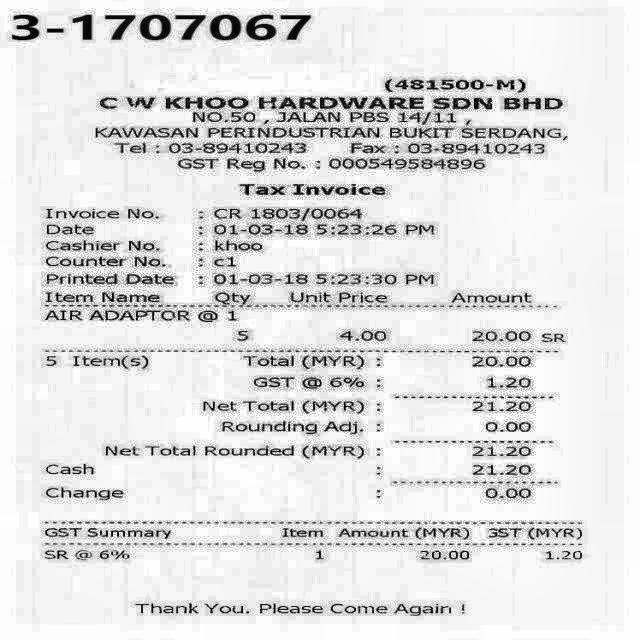 3-1707067
(481500-M)
C W KHOO HARDWARE SDN BHD
NO.50 , JALAN PBS 14/11 ,
KAWASAN PERINDUSTRIAN BUKIT SERDANG,
Tel : 03-89410243 Fax : 03-89410243
GST Reg No. : 000549584896
Tax Invoice
Invoice No. : CR 1803/0064
Date : 01-03-18 5:23:26 PM
Cashier No. : khoo
Counter No. : c1
Printed Date : 01-03-18 5:23:30 PM
Item Name Qty Unit Price Amount
AIR ADAPTOR @ 1
5 4.00 20.00 SR
5 Item(s) Total (MYR) : 20.00
GST @ 6% : 1.20
Net Total (MYR) : 21.20
Rounding Adj. : 0.00
Net Total Rounded (MYR) : 21.20
Cash : 21.20
Change : 0.00
GST Summary Item Amount (MYR) GST (MYR)
SR @ 6% 1 20.00 1.20
Thank You. Please Come Again !